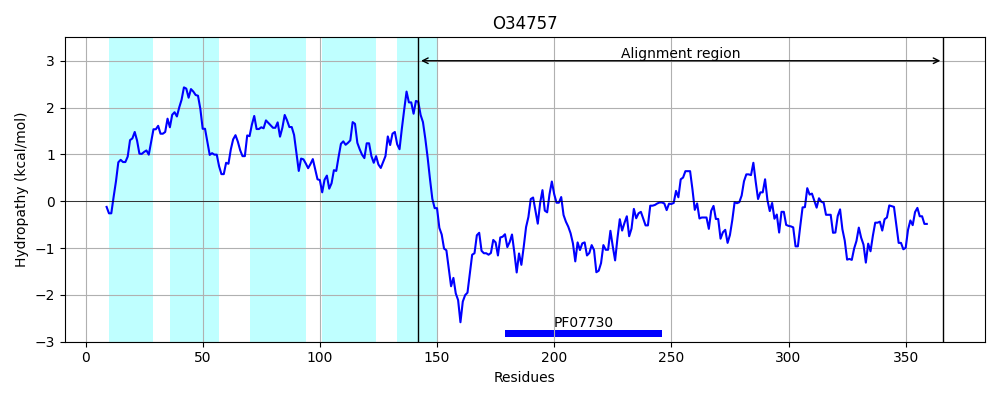 O34757
Alignment region
PF07730
Hydropathy (kcal/mol)
3
2
1
0
−1
−2
−3
0 50 100 150 200 250 300 350
Residues